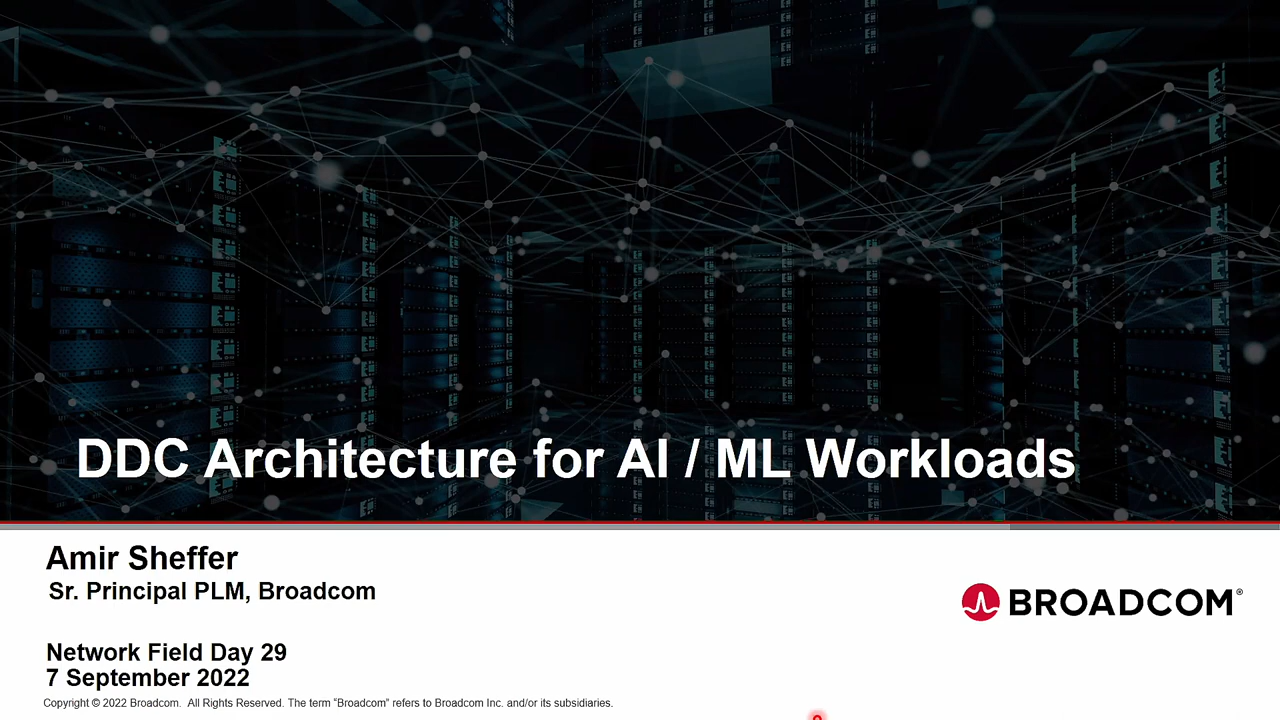 DDC Architecture for AI / ML Workloads
Amir Sheffer
Sr. Principal PLM, Broadcom
BROADCOM®
Network Field Day 29
7 September 2022
Copyright © 2022 Broadcom.  All Rights Reserved. The term “Broadcom” refers to Broadcom Inc. and/or its subsidiaries.